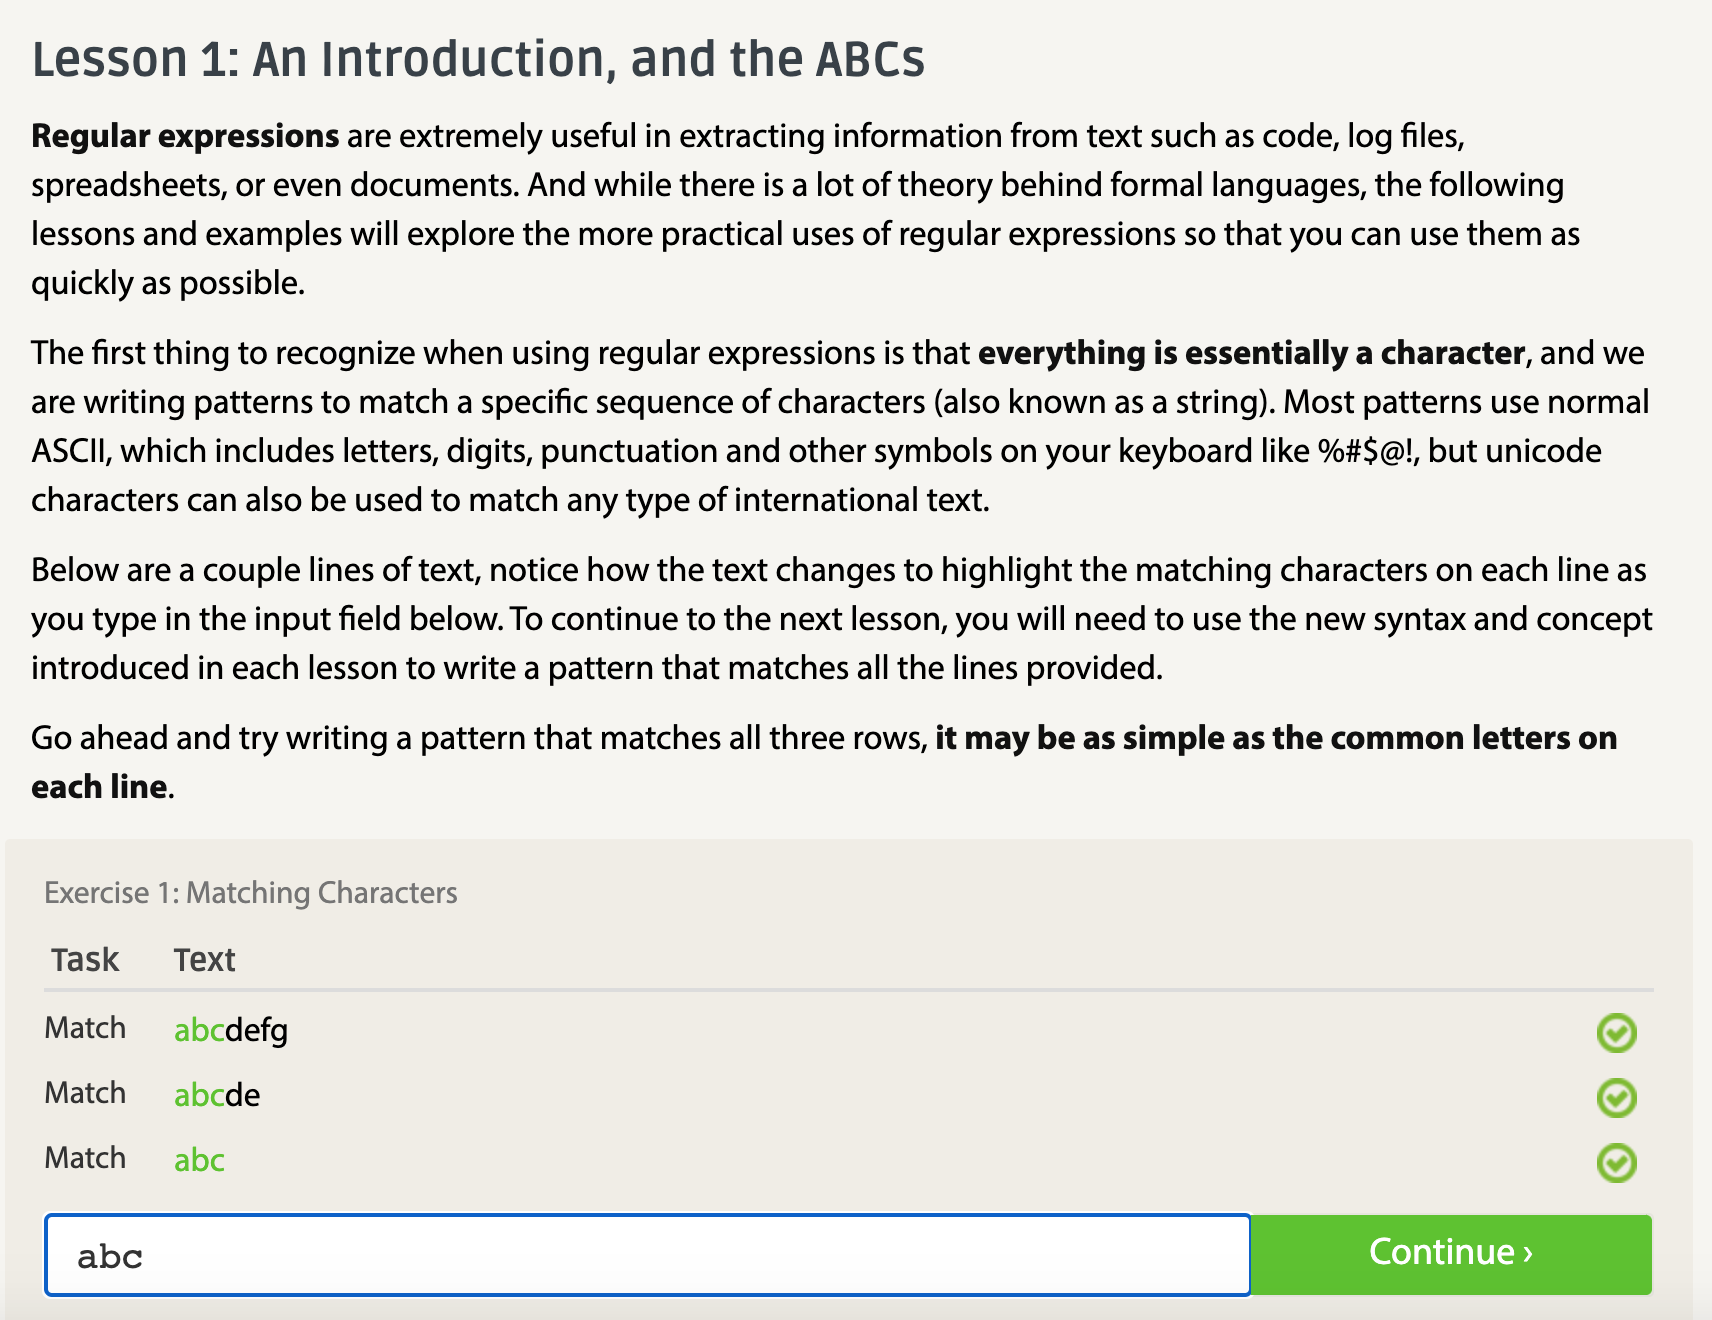 Lesson 1: An Introduction, and the ABCs
Regular expressions are extremely useful in extracting information from text such as code, log files,
spreadsheets, or even documents. And while there is a lot of theory behind formal languages, the following
lessons and examples will explore the more practical uses of regular expressions so that you can use them as
quickly as possible.
The first thing to recognize when using regular expressions is that everything is essentially a character, and we
are writing patterns to match a specific sequence of characters (also known as a string). Most patterns use normal
ASCII, which includes letters, digits, punctuation and other symbols on your keyboard like %#$@!, but unicode
characters can also be used to match any type of international text.
Below are a couple lines of text, notice how the text changes to highlight the matching characters on each line as
you type in the input field below. To continue to the next lesson, you will need to use the new syntax and concept
introduced in each lesson to write a pattern that matches all the lines provided.
Go ahead and try writing a pattern that matches all three rows, it may be as simple as the common letters on
each line.
Exercise 1: Matching Characters
Task Text
Match abcdefg
Match abcde
Match abc
abc Continue ›